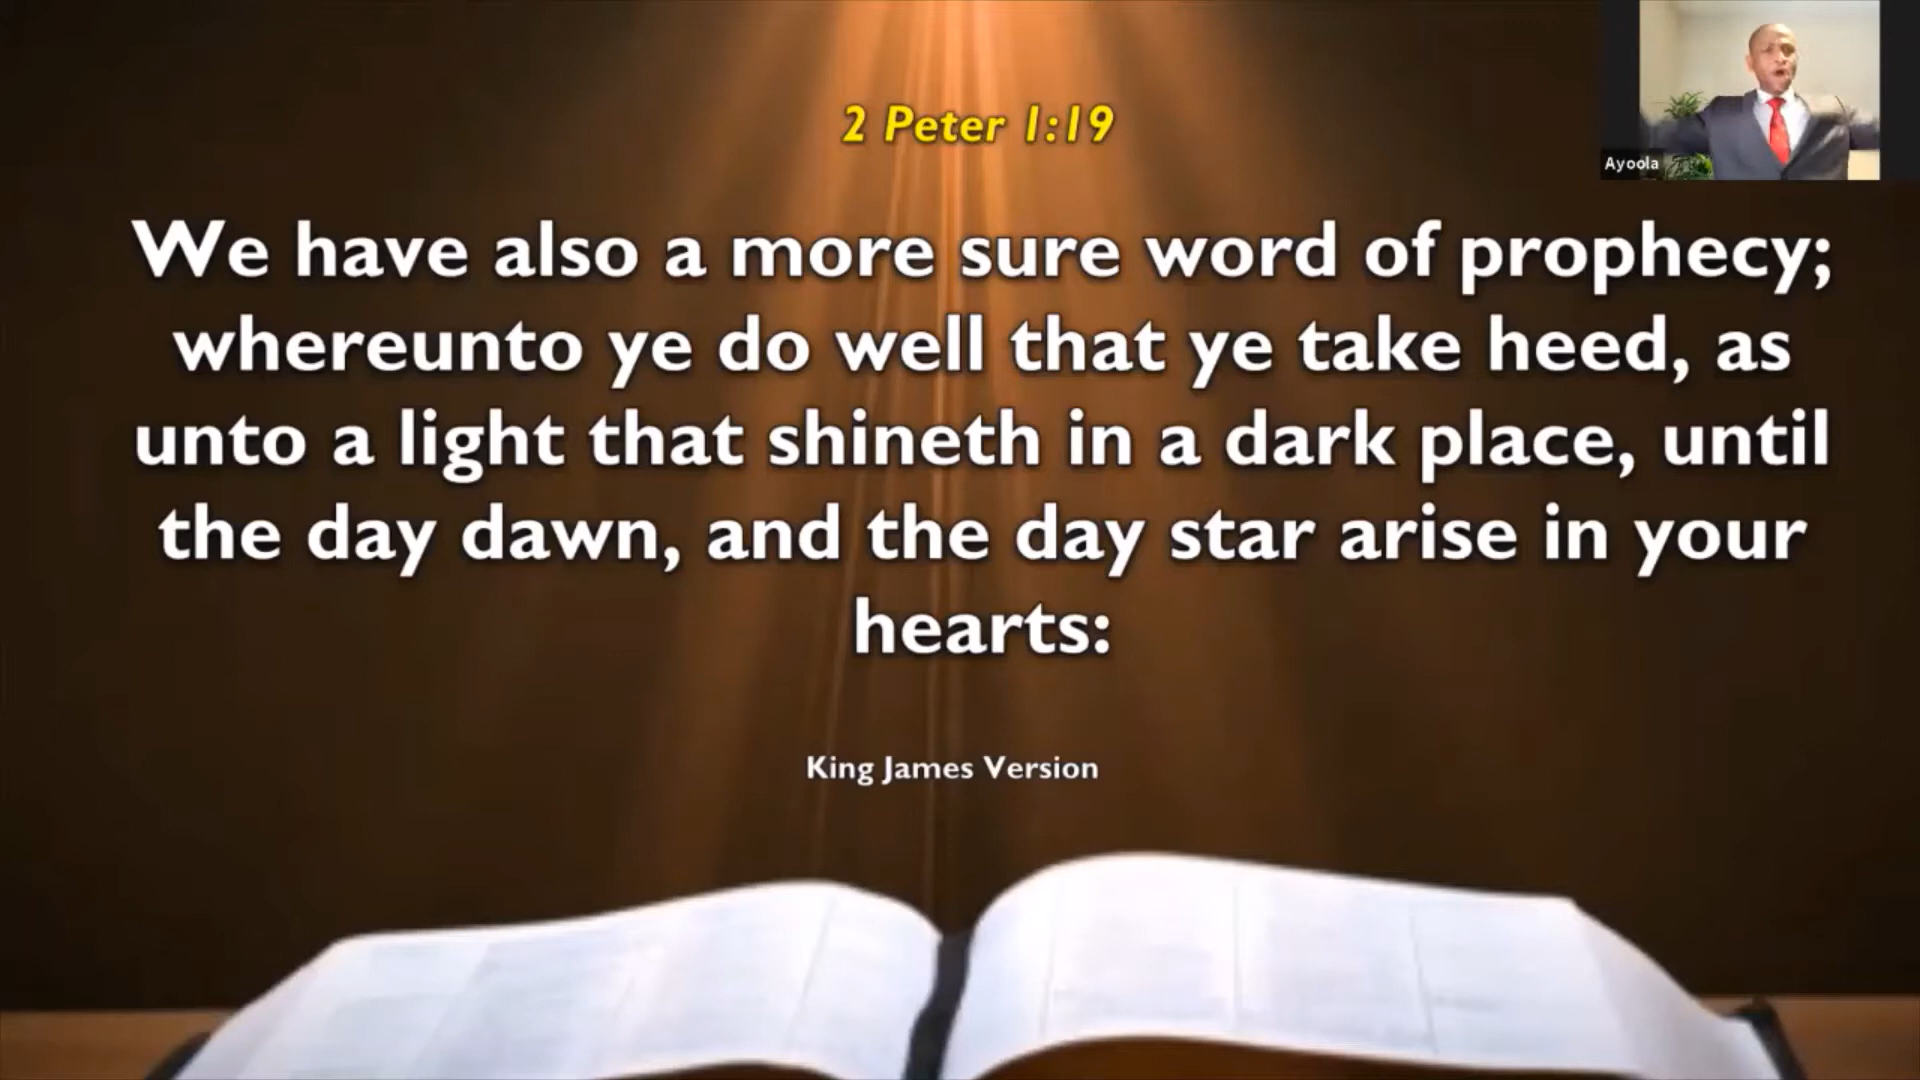 2 Peter 1:19
Ayoola
We have also a more sure word of prophecy;
whereunto ye do well that ye take heed, as
unto a light that shineth in a dark place, until
the day dawn, and the day star arise in your
hearts:
King James Version